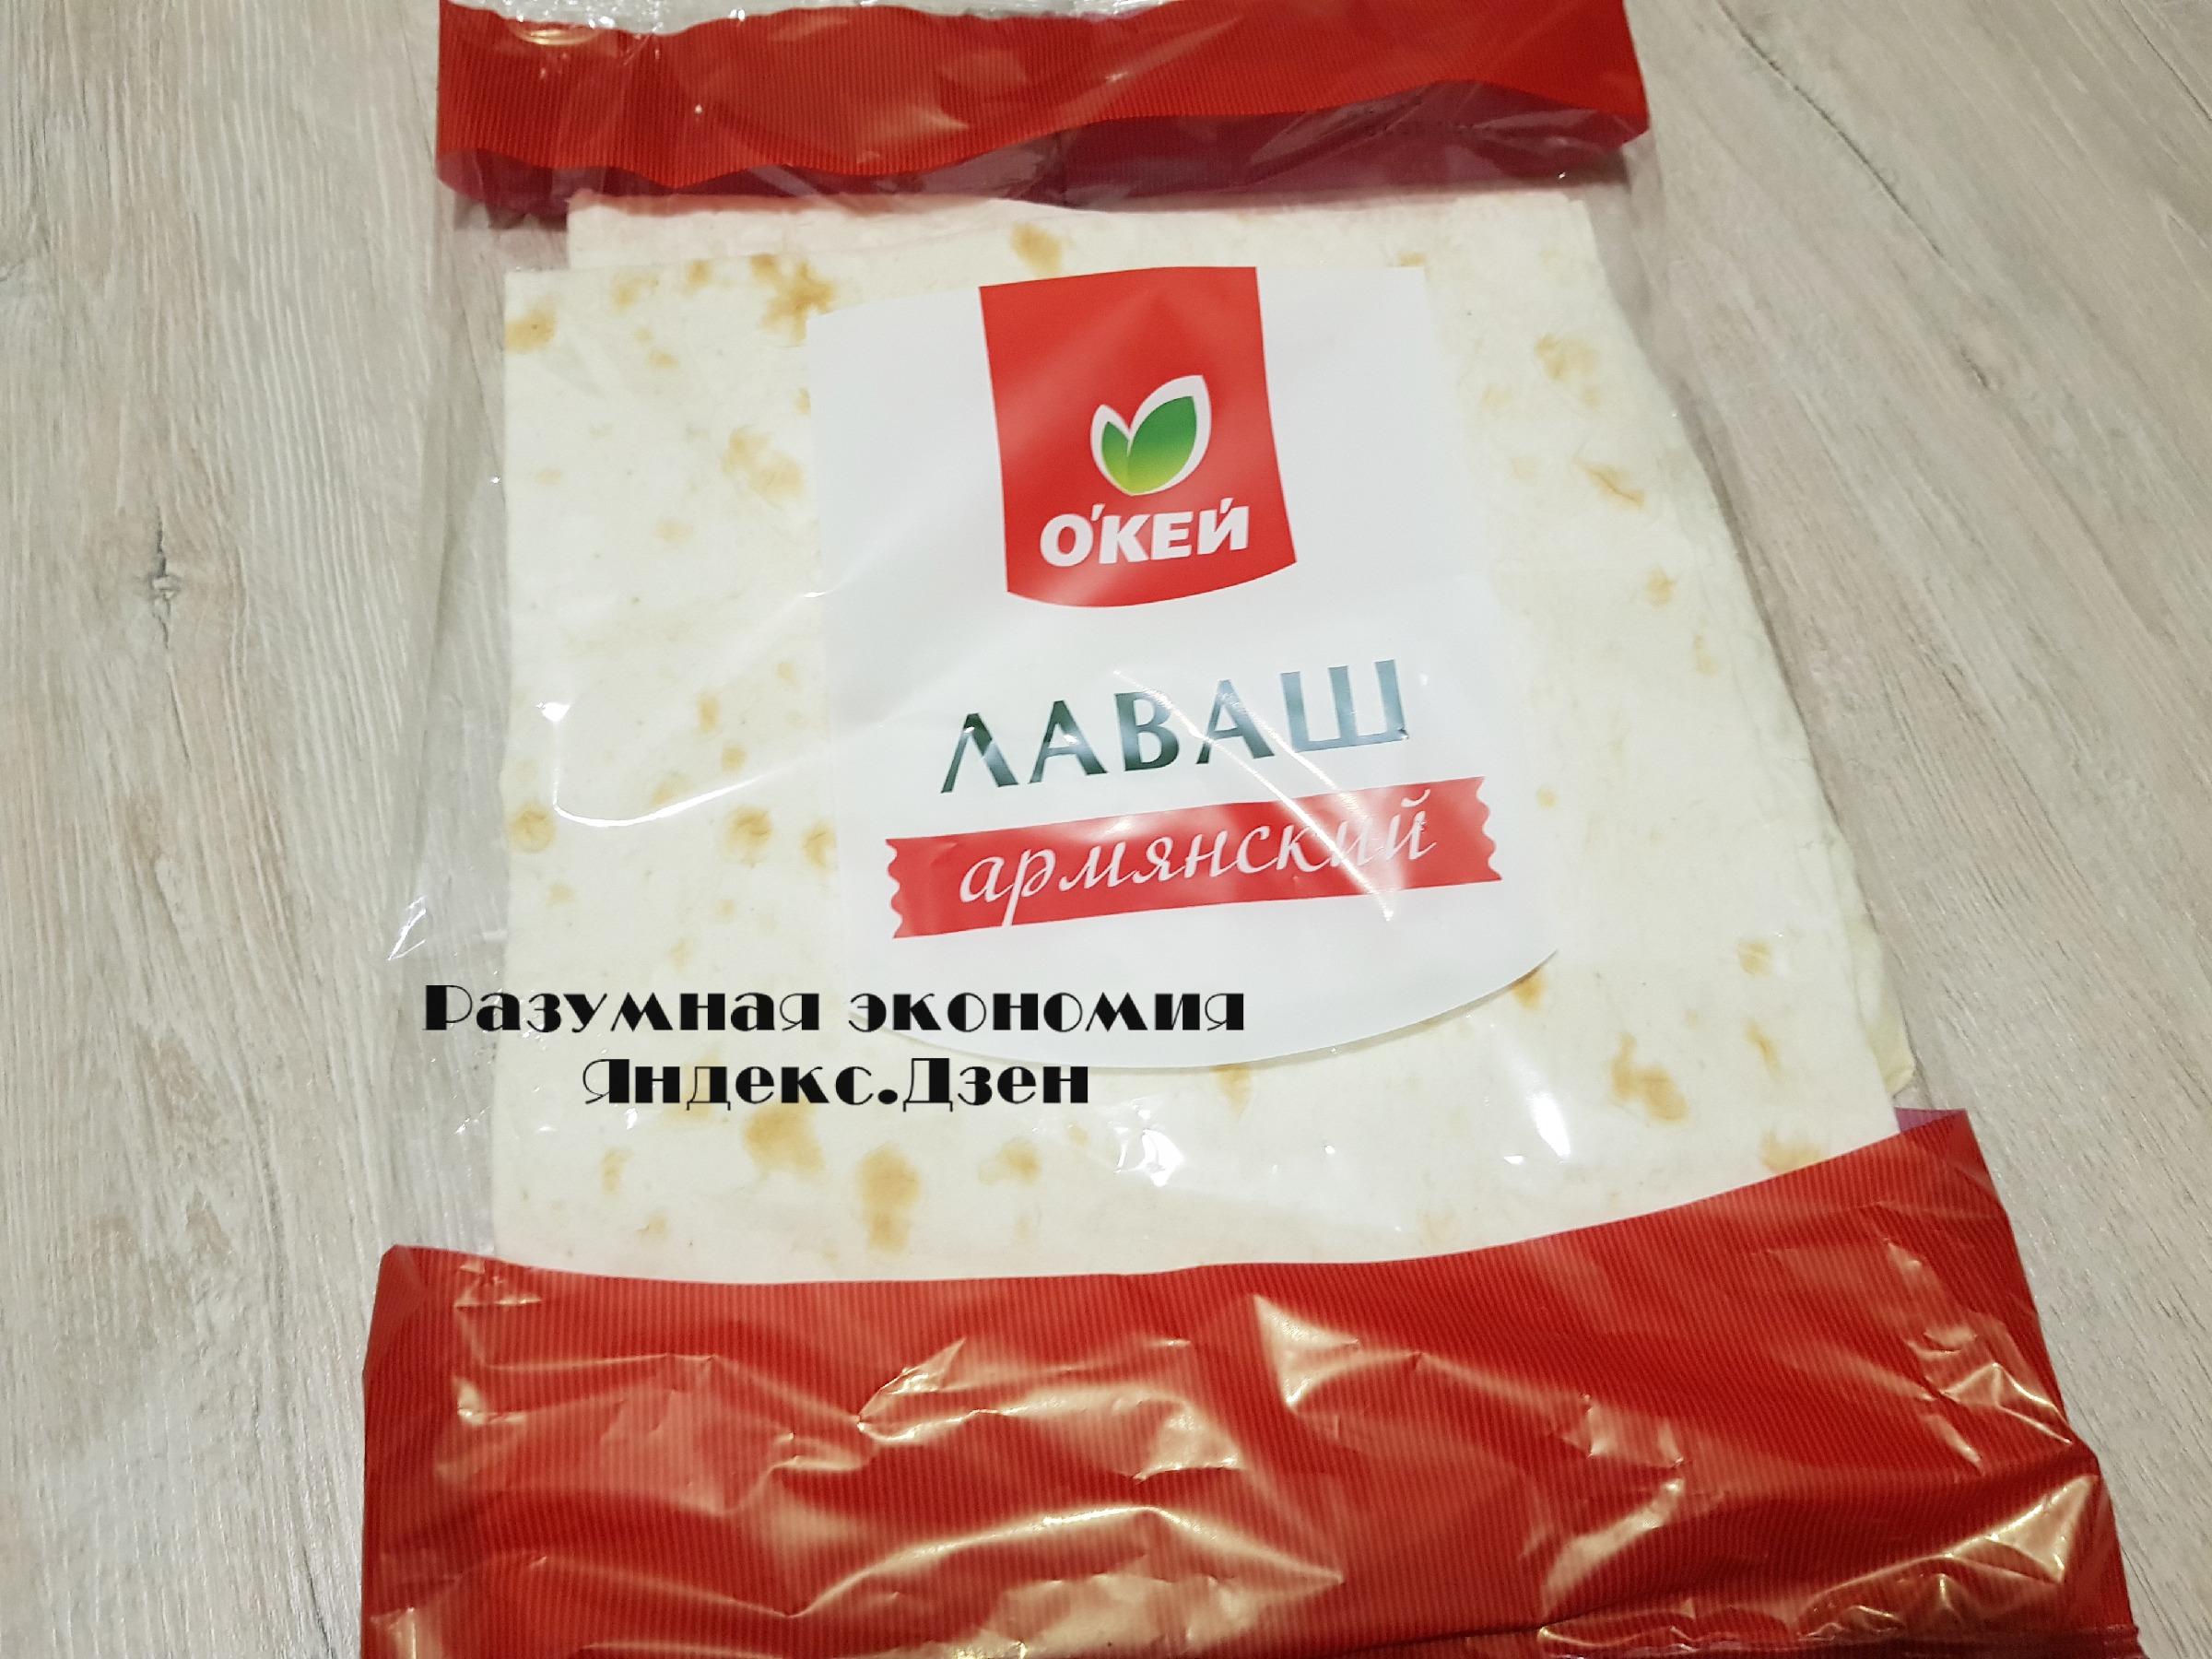 О'КЕЙ
ЛАВАШ
армянский
Разумная экономия
Яндекс.Дзен